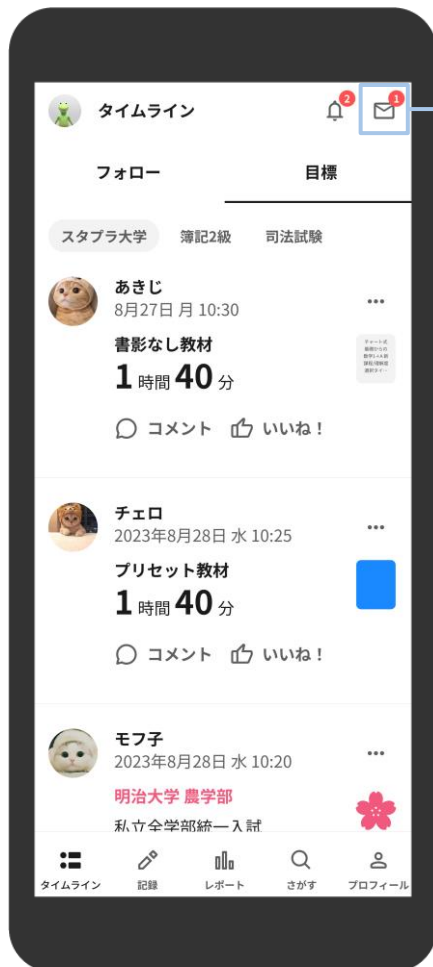 タイムライン
2
1
フォロー
目標
スタプラ大学
簿記2級
司法試験
あきじ
8月27日 月 10:30
書影なし教材
1 時間 40 分
コメント
いいね！
チェロ
2023年8月28日 水 10:25
プリセット教材
1 時間 40 分
コメント
いいね！
モフ子
2023年8月28日 水 10:20
明治大学 農学部
私立全学部統一入試
タイムライン
記録
レポート
さがす
プロフィール